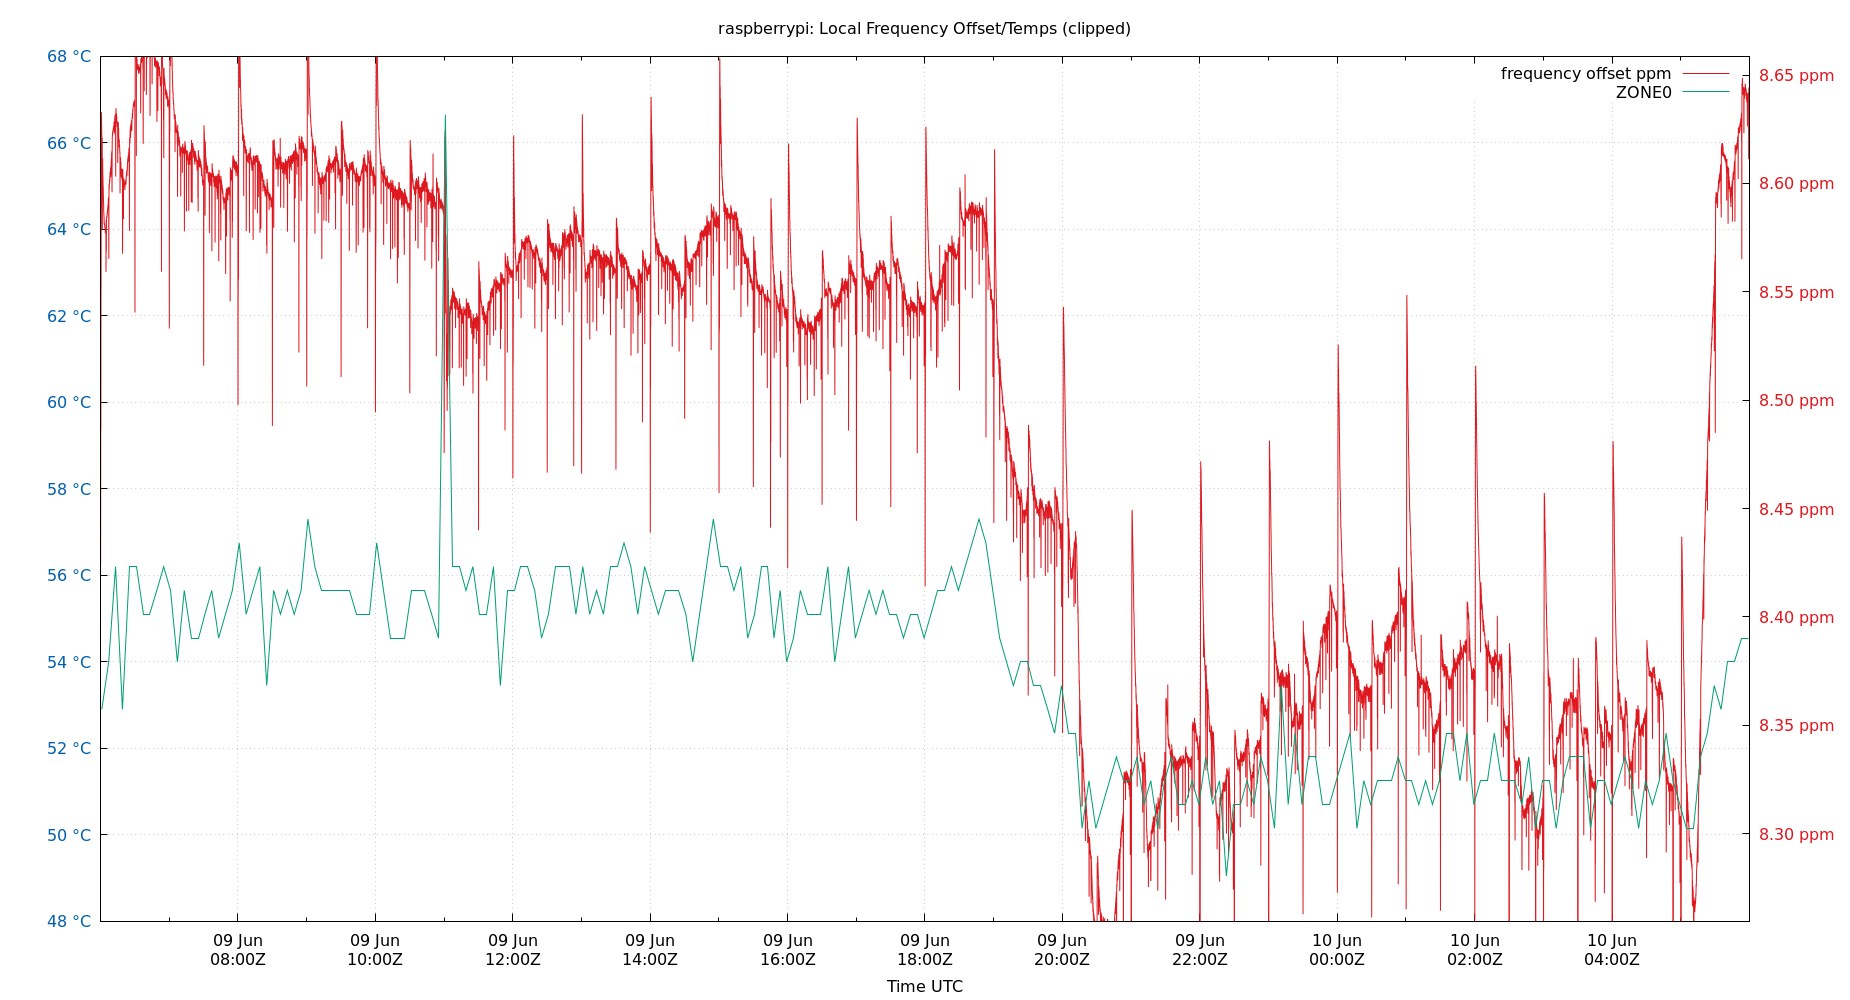 raspberrypi: Local Frequency Offset/Temps (clipped)
frequency offset ppm
ZONE0
68 °C
66 °C
64 °C
62 °C
60 °C
58 °C
56 °C
54 °C
52 °C
50 °C
48 °C
8.65 ppm
8.60 ppm
8.55 ppm
8.50 ppm
8.45 ppm
8.40 ppm
8.35 ppm
8.30 ppm
09 Jun 09 Jun 09 Jun 09 Jun 09 Jun 09 Jun 09 Jun 09 Jun 10 Jun 10 Jun 10 Jun
08:00Z 10:00Z 12:00Z 14:00Z 16:00Z 18:00Z 20:00Z 22:00Z 00:00Z 02:00Z 04:00Z
Time UTC